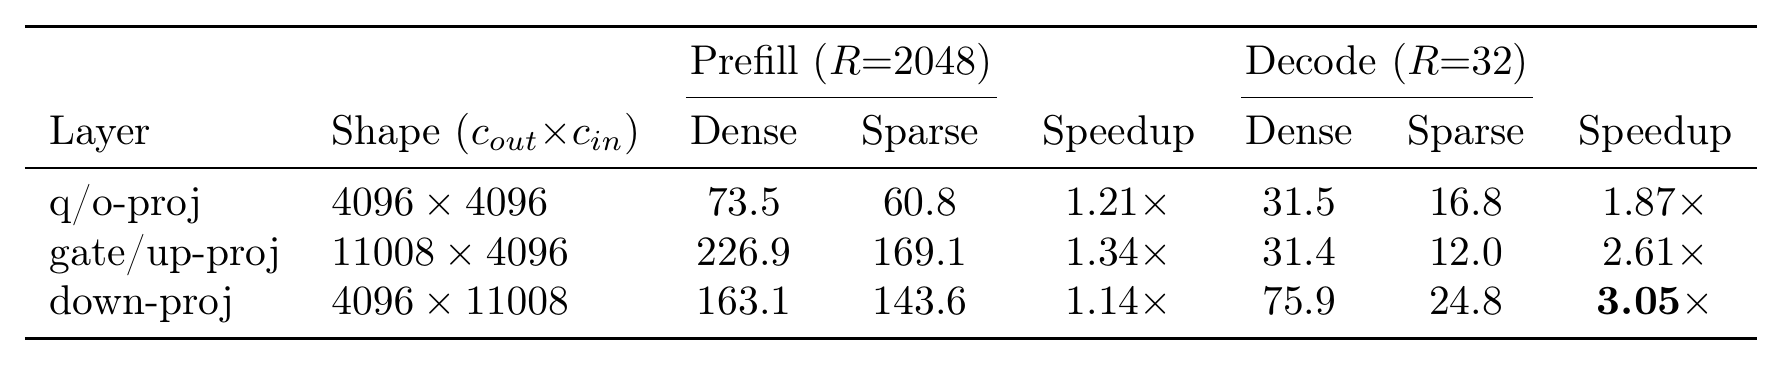 Prefill (R=2048) Decode (R=32)
Layer Shape (c_out×c_in) Dense Sparse Speedup Dense Sparse Speedup
q/o-proj 4096 × 4096 73.5 60.8 1.21× 31.5 16.8 1.87×
gate/up-proj 11008 × 4096 226.9 169.1 1.34× 31.4 12.0 2.61×
down-proj 4096 × 11008 163.1 143.6 1.14× 75.9 24.8 3.05×